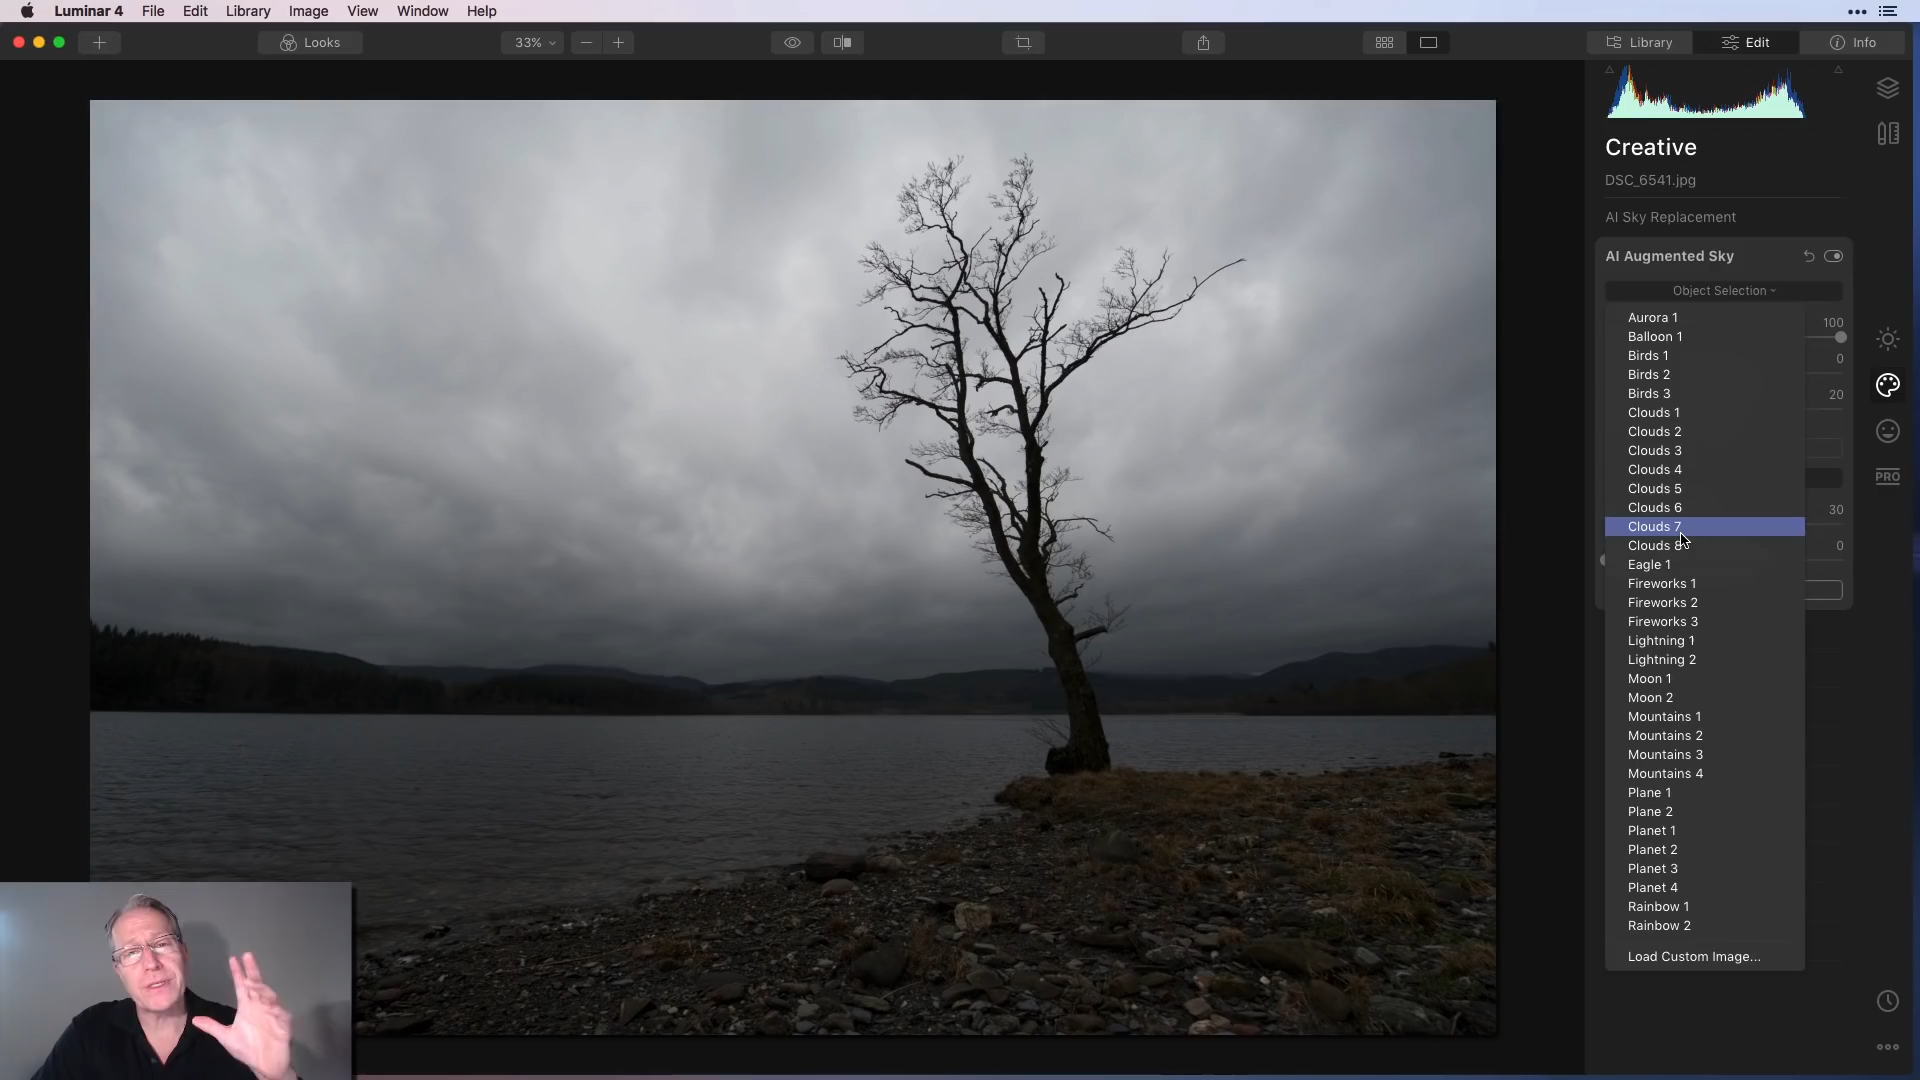 Luminar 4 File Edit Library Image View Window Help
Looks 33% Library Edit Info
Creative
DSC_6541.jpg
AI Sky Replacement
AI Augmented Sky
Object Selection
Aurora 1
100
Balloon 1
Birds 1
0
Birds 2
Birds 3
20
Clouds 1
Clouds 2
Clouds 3
Clouds 4
PRO
Clouds 5
Clouds 6
30
Clouds 7
Clouds 8
0
Eagle 1
Fireworks 1
Fireworks 2
Fireworks 3
Lightning 1
Lightning 2
Moon 1
Moon 2
Mountains 1
Mountains 2
Mountains 3
Mountains 4
Plane 1
Plane 2
Planet 1
Planet 2
Planet 3
Planet 4
Rainbow 1
Rainbow 2
Load Custom Image...